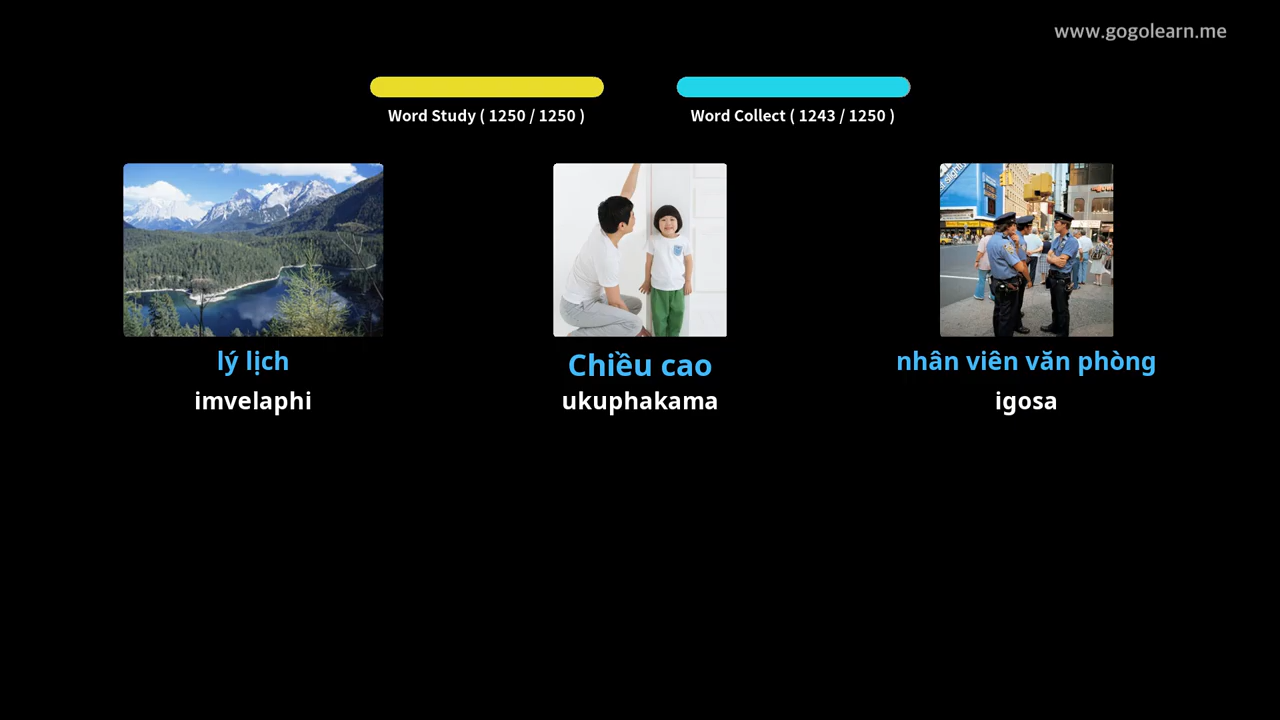 www.gogolearn.me
Word Study ( 1250 / 1250 )
Word Collect ( 1243 / 1250 )
lý lịch
imvelaphi
Chiều cao
ukuphakama
nhân viên văn phòng
igosa